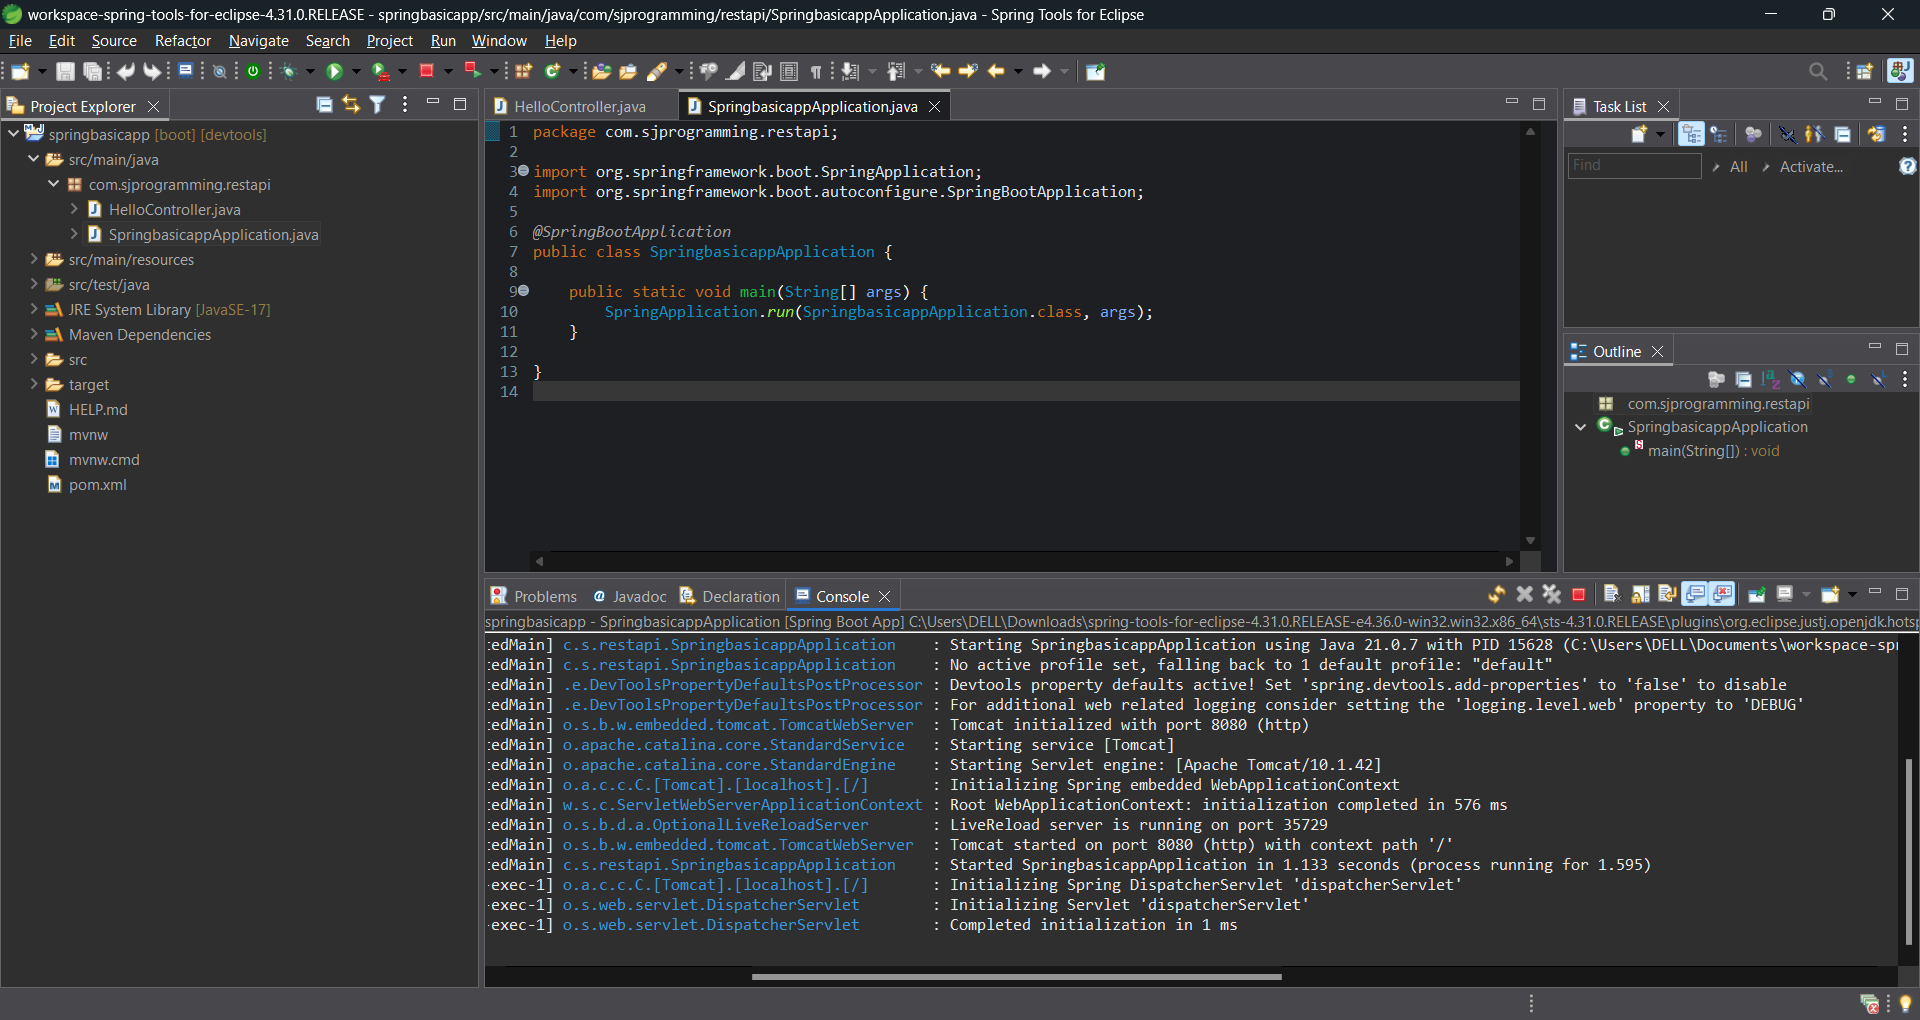 workspace-spring-tools-for-eclipse-4.31.0.RELEASE - springbasicapp/src/main/java/com/sjprogramming/restapi/SpringbasicappApplication.java - Spring Tools for Eclipse
File Edit Source Refactor Navigate Search Project Run Window Help
Project Explorer
springbasicapp [boot] [devtools]
src/main/java
com.sjprogramming.restapi
HelloController.java
SpringbasicappApplication.java
src/main/resources
src/test/java
JRE System Library [JavaSE-17]
Maven Dependencies
src
target
HELP.md
mvnw
mvnw.cmd
pom.xml
HelloController.java SpringbasicappApplication.java
1 package com.sjprogramming.restapi;
2
3 import org.springframework.boot.SpringApplication;
4 import org.springframework.boot.autoconfigure.SpringBootApplication;
5
6 @SpringBootApplication
7 public class SpringbasicappApplication {
8
9 public static void main(String[] args) {
10 SpringApplication.run(SpringbasicappApplication.class, args);
11 }
12
13 }
14
Task List
Find All Activate...
Outline
com.sjprogramming.restapi
SpringbasicappApplication
main(String[]) : void
Problems Javadoc Declaration Console
springbasicapp - SpringbasicappApplication [Spring Boot App] C:\Users\DELL\Downloads\spring-tools-for-eclipse-4.31.0.RELEASE-e4.36.0-win32.win32.x86_64\sts-4.31.0.RELEASE\plugins\org.eclipse.justj.openjdk.hotsp
edMain] c.s.restapi.SpringbasicappApplication : Starting SpringbasicappApplication using Java 21.0.7 with PID 15628 (C:\Users\DELL\Documents\workspace-spr
edMain] c.s.restapi.SpringbasicappApplication : No active profile set, falling back to 1 default profile: "default"
edMain] .e.DevToolsPropertyDefaultsPostProcessor : Devtools property defaults active! Set 'spring.devtools.add-properties' to 'false' to disable
edMain] .e.DevToolsPropertyDefaultsPostProcessor : For additional web related logging consider setting the 'logging.level.web' property to 'DEBUG'
edMain] o.s.b.w.embedded.tomcat.TomcatWebServer : Tomcat initialized with port 8080 (http)
edMain] o.apache.catalina.core.StandardService : Starting service [Tomcat]
edMain] o.apache.catalina.core.StandardEngine : Starting Servlet engine: [Apache Tomcat/10.1.42]
edMain] o.a.c.c.C.[Tomcat].[localhost].[/] : Initializing Spring embedded WebApplicationContext
edMain] w.s.c.ServletWebServerApplicationContext : Root WebApplicationContext: initialization completed in 576 ms
edMain] o.s.b.d.a.OptionalLiveReloadServer : LiveReload server is running on port 35729
edMain] o.s.b.w.embedded.tomcat.TomcatWebServer : Tomcat started on port 8080 (http) with context path '/'
edMain] c.s.restapi.SpringbasicappApplication : Started SpringbasicappApplication in 1.133 seconds (process running for 1.595)
-exec-1] o.a.c.c.C.[Tomcat].[localhost].[/] : Initializing Spring DispatcherServlet 'dispatcherServlet'
-exec-1] o.s.web.servlet.DispatcherServlet : Initializing Servlet 'dispatcherServlet'
-exec-1] o.s.web.servlet.DispatcherServlet : Completed initialization in 1 ms